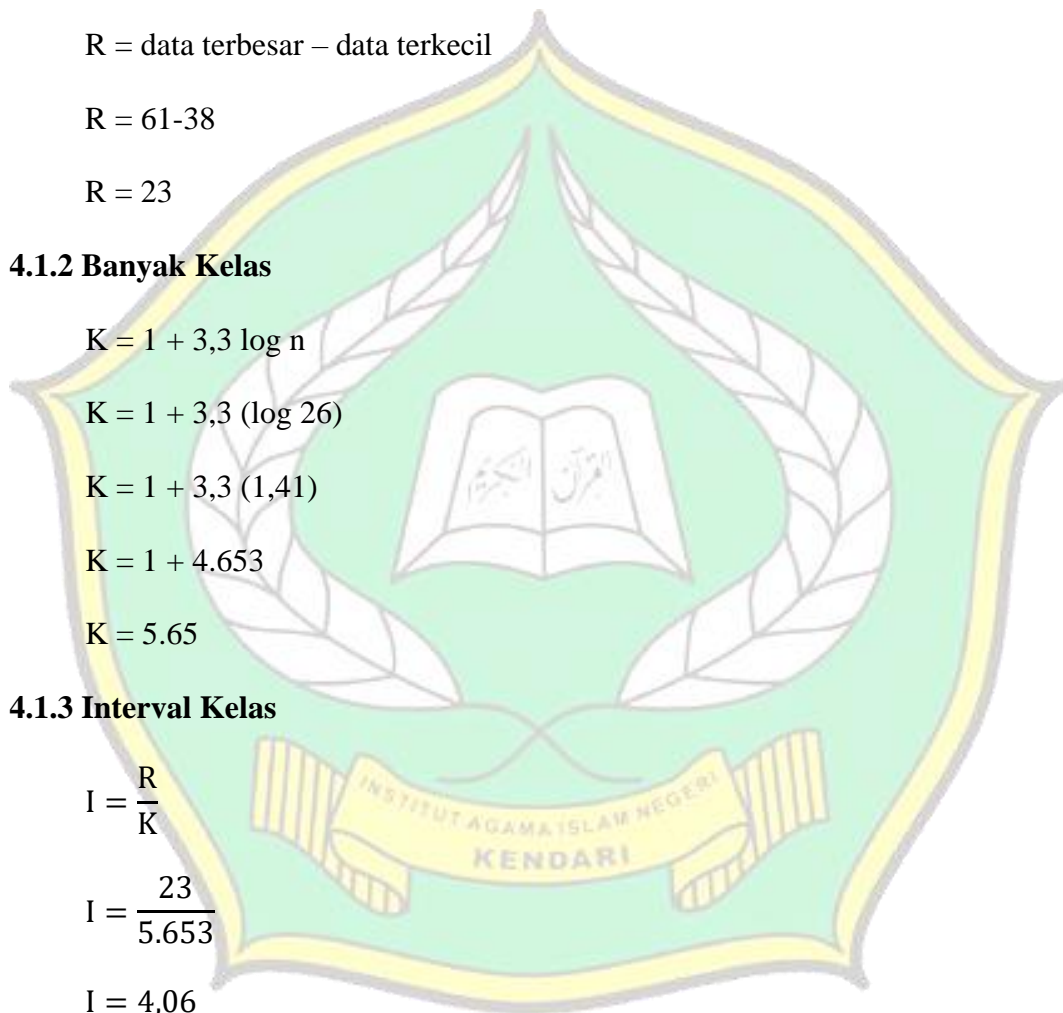 R = data terbesar – data terkecil
R = 61-38
R = 23
4.1.2 Banyak Kelas
K = 1 + 3,3 log n
K = 1 + 3,3 (log 26)
K = 1 + 3,3 (1,41)
K = 1 + 4.653
K = 5.65
4.1.3 Interval Kelas
I = R/K
I = 23/5.653
I = 4,06
INSTITUT AGAMA ISLAM NEGERI
KENDARI